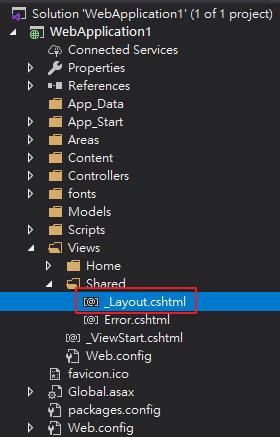 Solution 'WebApplication1' (1 of 1 project)
WebApplication1
Connected Services
Properties
References
App_Data
App_Start
Areas
Content
Controllers
fonts
Models
Scripts
Views
Home
Shared
_Layout.cshtml
Error.cshtml
_ViewStart.cshtml
Web.config
favicon.ico
Global.asax
packages.config
Web.config